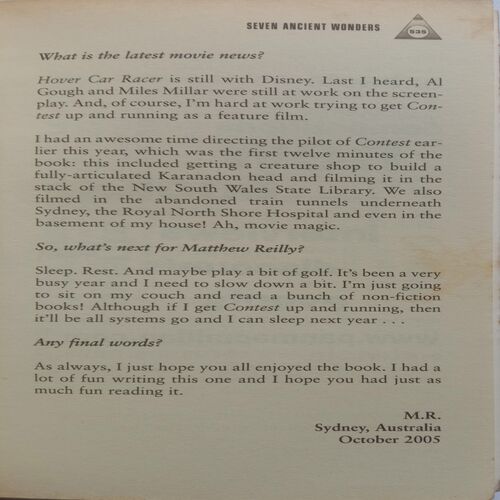 SEVEN ANCIENT WONDERS 535
What is the latest movie news?
Hover Car Racer is still with Disney. Last I heard, Al
Gough and Miles Millar were still at work on the screen-
play. And, of course, I'm hard at work trying to get Con-
test up and running as a feature film.
I had an awesome time directing the pilot of Contest ear-
lier this year, which was the first twelve minutes of the
book: this included getting a creature shop to build a
fully-articulated Karanadon head and filming it in the
stack of the New South Wales State Library. We also
filmed in the abandoned train tunnels underneath
Sydney, the Royal North Shore Hospital and even in the
basement of my house! Ah, movie magic.
So, what's next for Matthew Reilly?
Sleep. Rest. And maybe play a bit of golf. It's been a very
busy year and I need to slow down a bit. I'm just going
to sit on my couch and read a bunch of non-fiction
books! Although if I get Contest up and running, then
it'll be all systems go and I can sleep next year . . .
Any final words?
As always, I just hope you all enjoyed the book. I had a
lot of fun writing this one and I hope you had just as
much fun reading it.
M.R.
Sydney, Australia
October 2005